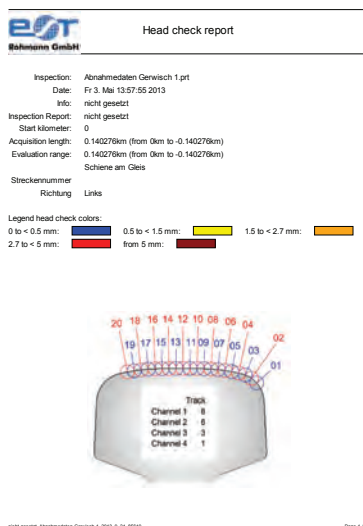 Rohmann GmbH
Head check report
Inspection: Abnahmedaten Gerwisch 1.prt
Date: Fr 3. Mai 13:57:55 2013
Info: nicht gesetzt
Inspection Report: nicht gesetzt
Start kilometer: 0
Acquisition length: 0.140276km (from 0km to -0.140276km)
Evaluation range: 0.140276km (from 0km to -0.140276km)
Schiene am Gleis
Streckennummer
Richtung Links
Legend head check colors:
0 to < 0.5 mm: 0.5 to < 1.5 mm: 1.5 to < 2.7 mm:
2.7 to < 5 mm: from 5 mm:
20 18 16 14 12 10 08 06 04 02
19 17 15 13 11 09 07 05 03 01
Track
Channel 1 8
Channel 2 6
Channel 3 3
Channel 4 1